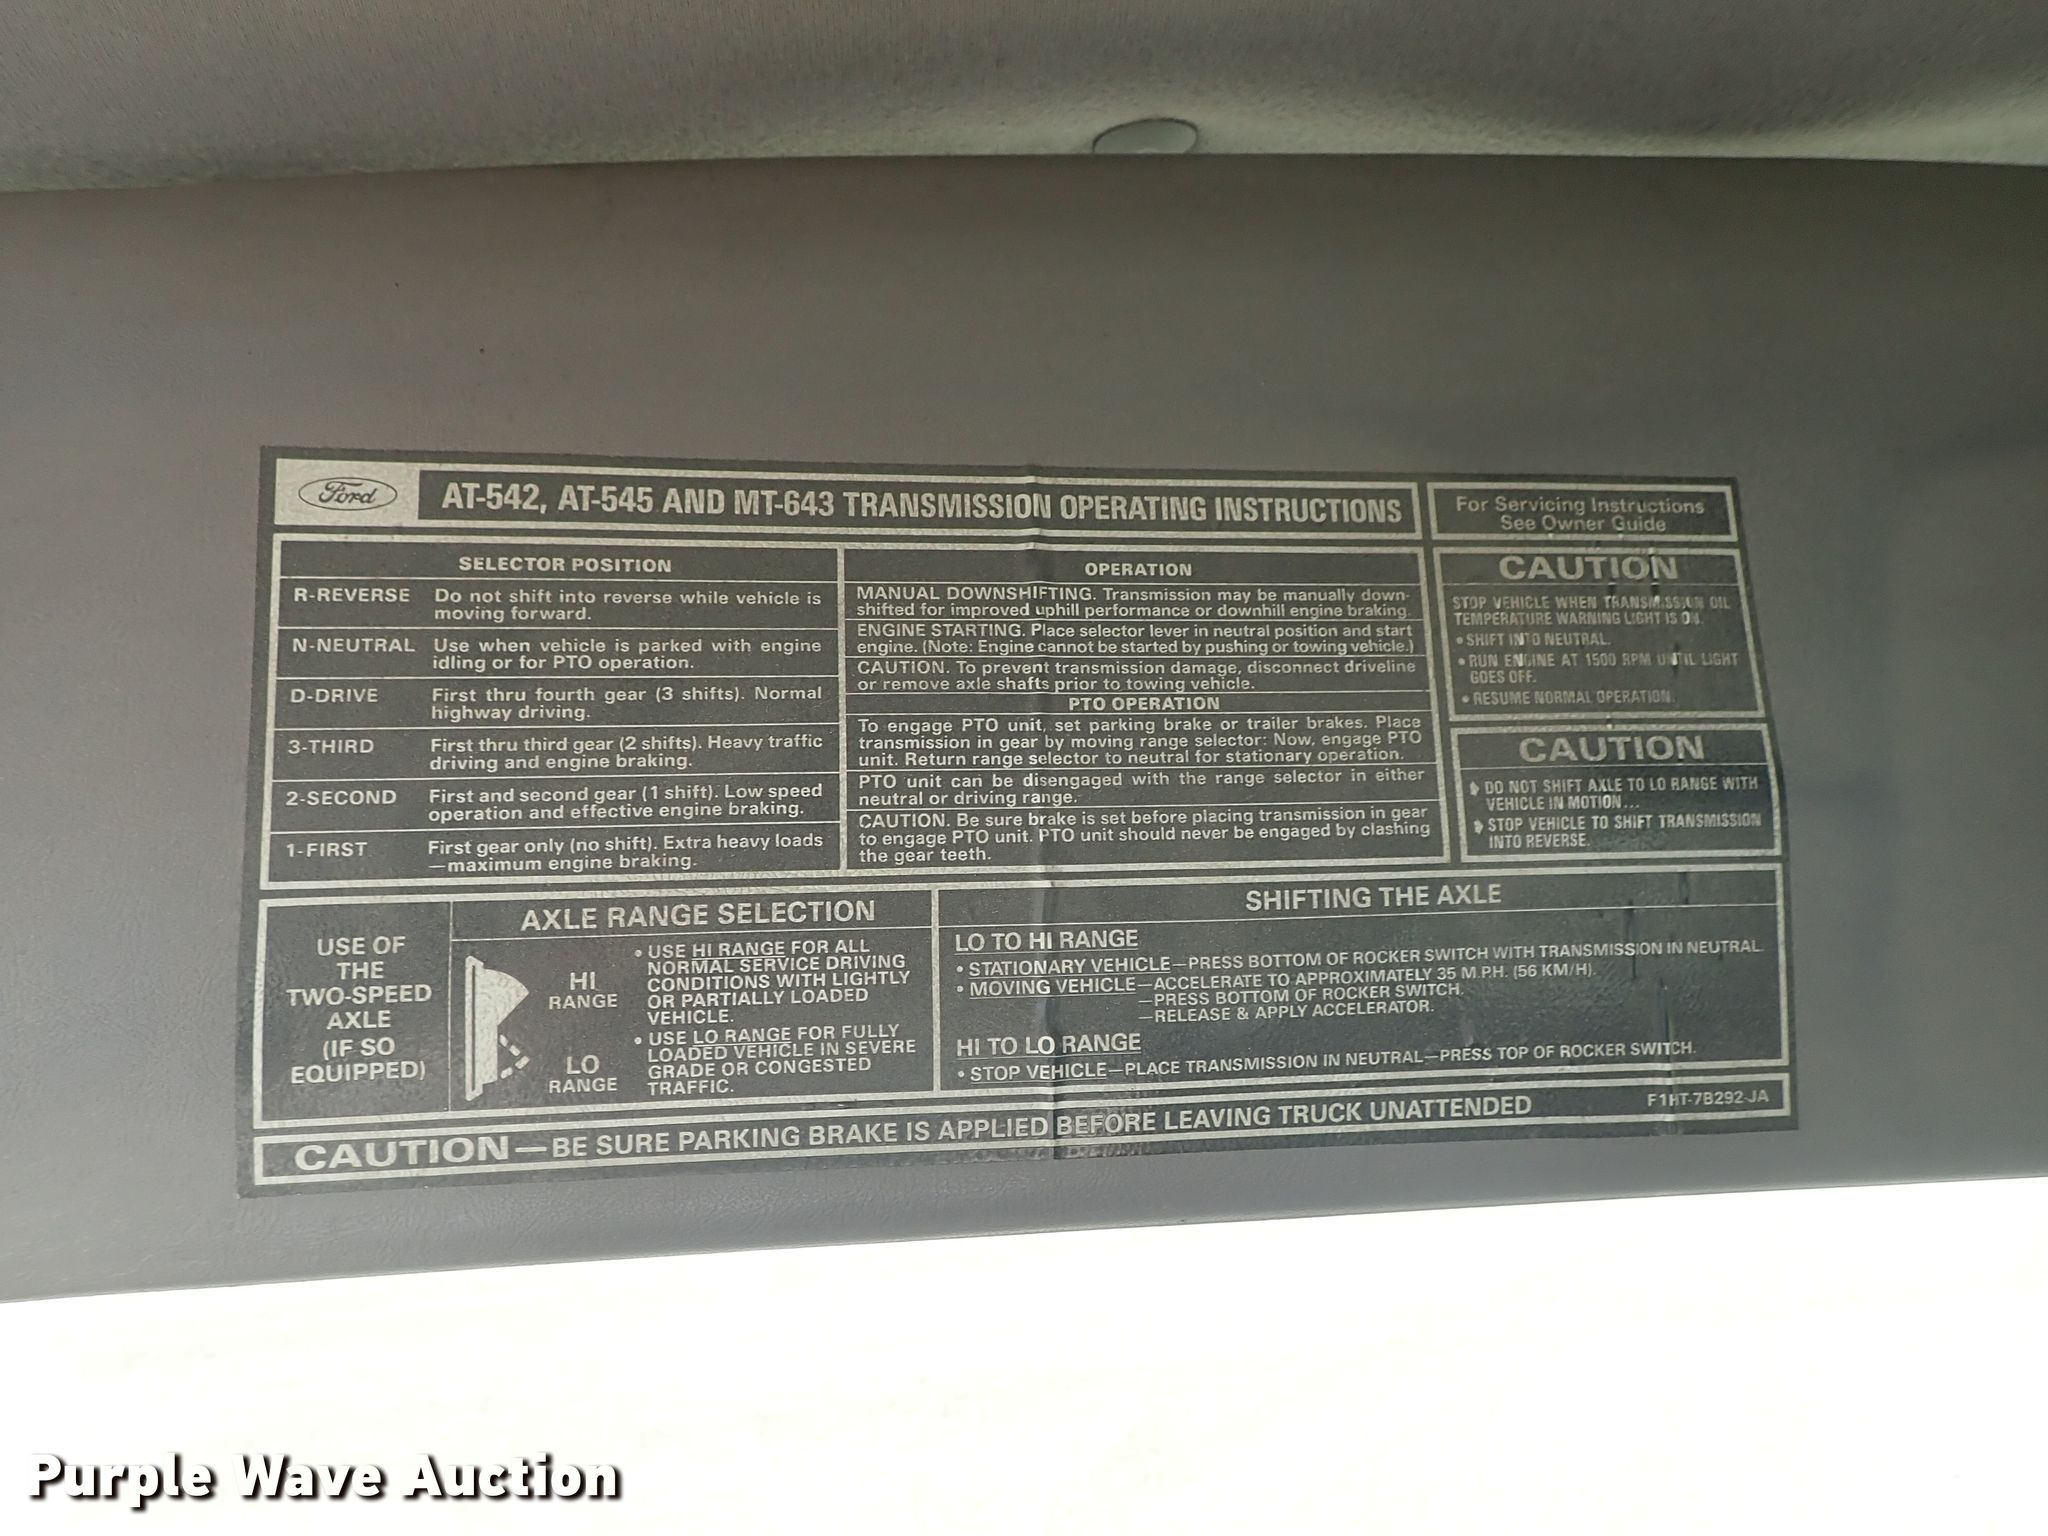 Ford
AT-542, AT-545 AND MT-643 TRANSMISSION OPERATING INSTRUCTIONS
For Servicing Instructions
See Owner Guide
SELECTOR POSITION
R-REVERSE Do not shift into reverse while vehicle is
moving forward.
N-NEUTRAL Use when vehicle is parked with engine
idling or for PTO operation.
D-DRIVE First thru fourth gear (3 shifts). Normal
highway driving.
3-THIRD First thru third gear (2 shifts). Heavy traffic
driving and engine braking.
2-SECOND First and second gear (1 shift). Low speed
operation and effective engine braking.
1-FIRST First gear only (no shift). Extra heavy loads
—maximum engine braking.
OPERATION
MANUAL DOWNSHIFTING. Transmission may be manually down-
shifted for improved uphill performance or downhill engine braking.
ENGINE STARTING. Place selector lever in neutral position and start
engine. (Note: Engine cannot be started by pushing or towing vehicle.)
CAUTION. To prevent transmission damage, disconnect driveline
or remove axle shafts prior to towing vehicle.
PTO OPERATION
To engage PTO unit, set parking brake or trailer brakes. Place
transmission in gear by moving range selector: Now, engage PTO
unit. Return range selector to neutral for stationary operation.
PTO unit can be disengaged with the range selector in either
neutral or driving range.
CAUTION. Be sure brake is set before placing transmission in gear
to engage PTO unit. PTO unit should never be engaged by clashing
the gear teeth.
CAUTION
STOP VEHICLE WHEN TRANSMISSION OIL
TEMPERATURE WARNING LIGHT IS ON.
• SHIFT INTO NEUTRAL.
• RUN ENGINE AT 1500 RPM UNTIL LIGHT
GOES OFF.
• RESUME NORMAL OPERATION.
CAUTION
DO NOT SHIFT AXLE TO LO RANGE WITH
VEHICLE IN MOTION...
STOP VEHICLE TO SHIFT TRANSMISSION
INTO REVERSE.
USE OF
THE
TWO-SPEED
AXLE
(IF SO
EQUIPPED)
AXLE RANGE SELECTION
HI
RANGE
LO
RANGE
• USE HI RANGE FOR ALL
NORMAL SERVICE DRIVING
CONDITIONS WITH LIGHTLY
OR PARTIALLY LOADED
VEHICLE.
• USE LO RANGE FOR FULLY
LOADED VEHICLE IN SEVERE
GRADE OR CONGESTED
TRAFFIC.
SHIFTING THE AXLE
LO TO HI RANGE
• STATIONARY VEHICLE—PRESS BOTTOM OF ROCKER SWITCH WITH TRANSMISSION IN NEUTRAL.
• MOVING VEHICLE—ACCELERATE TO APPROXIMATELY 35 M.P.H. (56 KM/H).
—PRESS BOTTOM OF ROCKER SWITCH.
—RELEASE & APPLY ACCELERATOR.
HI TO LO RANGE
• STOP VEHICLE—PLACE TRANSMISSION IN NEUTRAL—PRESS TOP OF ROCKER SWITCH.
CAUTION—BE SURE PARKING BRAKE IS APPLIED BEFORE LEAVING TRUCK UNATTENDED
F1HT-7B292-JA
Purple Wave Auction